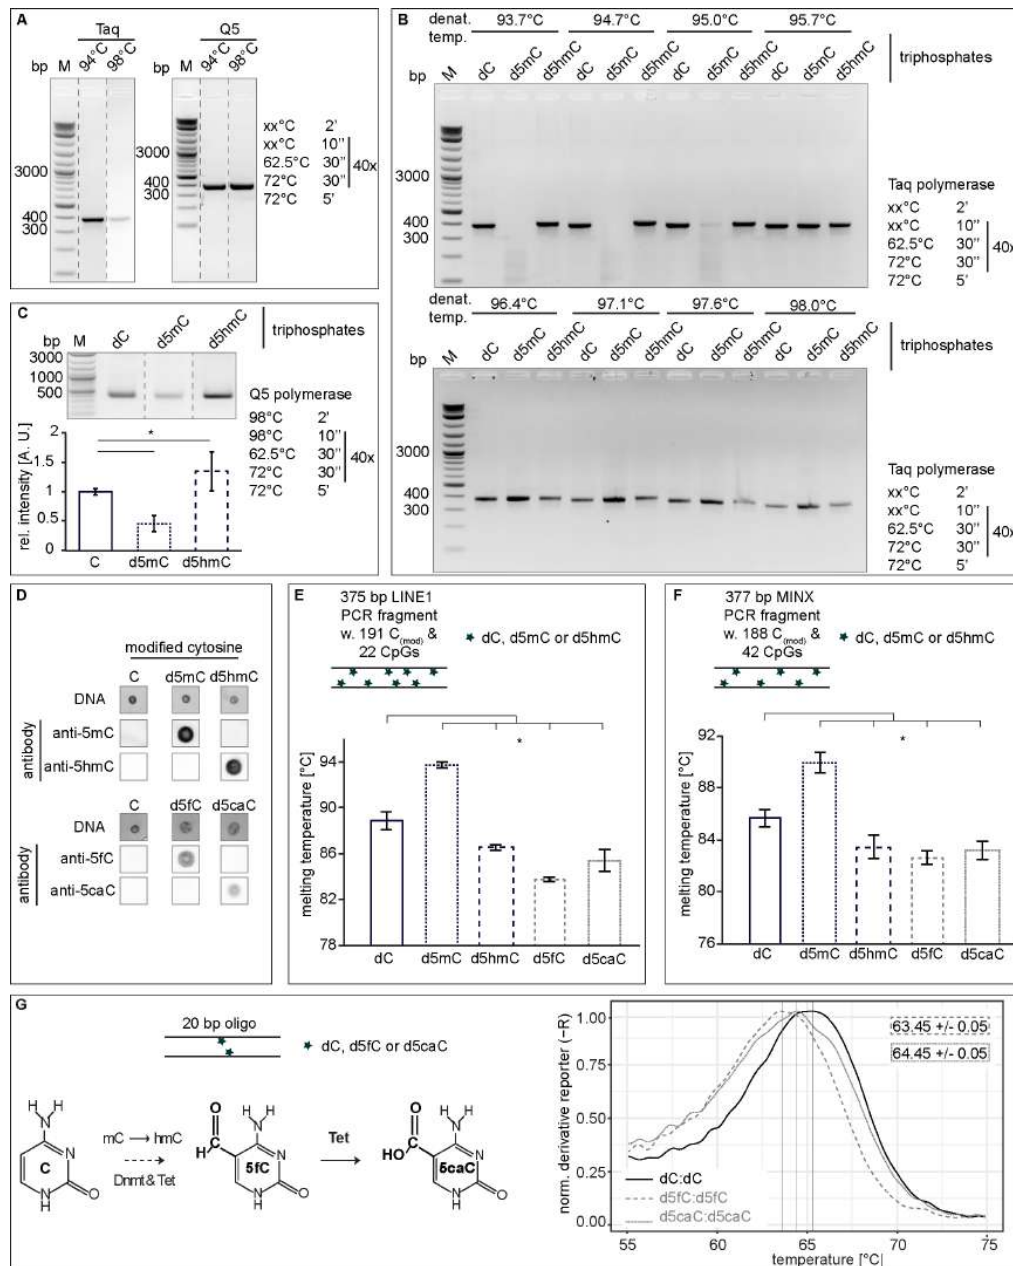 A
Taq
Q5
94°C 98°C
94°C 98°C
bp M
bp M
3000
400
300
3000
400
300
xx°C 2'
xx°C 10"
62.5°C 30"
72°C 30"
72°C 5'
40x
B
denat. temp.
93.7°C 94.7°C 95.0°C 95.7°C
bp M dC d5mC d5hmC dC d5mC d5hmC dC d5mC d5hmC dC d5mC d5hmC
triphosphates
3000
400
300
Taq polymerase
xx°C 2'
xx°C 10"
62.5°C 30"
72°C 30"
72°C 5'
40x
denat. temp.
96.4°C 97.1°C 97.6°C 98.0°C
bp M dC d5mC d5hmC dC d5mC d5hmC dC d5mC d5hmC dC d5mC d5hmC
triphosphates
3000
400
300
Taq polymerase
xx°C 2'
xx°C 10"
62.5°C 30"
72°C 30"
72°C 5'
40x
C
bp M dC d5mC d5hmC
triphosphates
3000
1000
500
Q5 polymerase
98°C 2'
98°C 10"
62.5°C 30"
72°C 30"
72°C 5'
40x
rel. intensity [A. U.]
2
1.5
1
0.5
0
*
C d5mC d5hmC
D
modified cytosine
C d5mC d5hmC
DNA
antibody
anti-5mC
anti-5hmC
C d5fC d5caC
DNA
antibody
anti-5fC
anti-5caC
E
375 bp LINE1
PCR fragment
w. 191 C(mod) &
22 CpGs
dC, d5mC or d5hmC
*
melting temperature [°C]
94
90
86
82
78
dC d5mC d5hmC d5fC d5caC
F
377 bp MINX
PCR fragment
w. 188 C(mod) &
42 CpGs
dC, d5mC or d5hmC
*
melting temperature [°C]
92
88
84
82
76
dC d5mC d5hmC d5fC d5caC
G
20 bp oligo
dC, d5fC or d5caC
H H
N
C
N
N
H
O
mC → hmC
Dnmt & Tet
O
H C
H H
N
5fC
N
N
H
O
Tet
O
HO C
H H
N
5caC
N
N
H
O
norm. derivative reporter (−R)
1.00
0.75
0.50
0.25
0.00
63.45 +/- 0.05
64.45 +/- 0.05
dC:dC
d5fC:d5fC
d5caC:d5caC
55 60 65 70 75
temperature [°C]